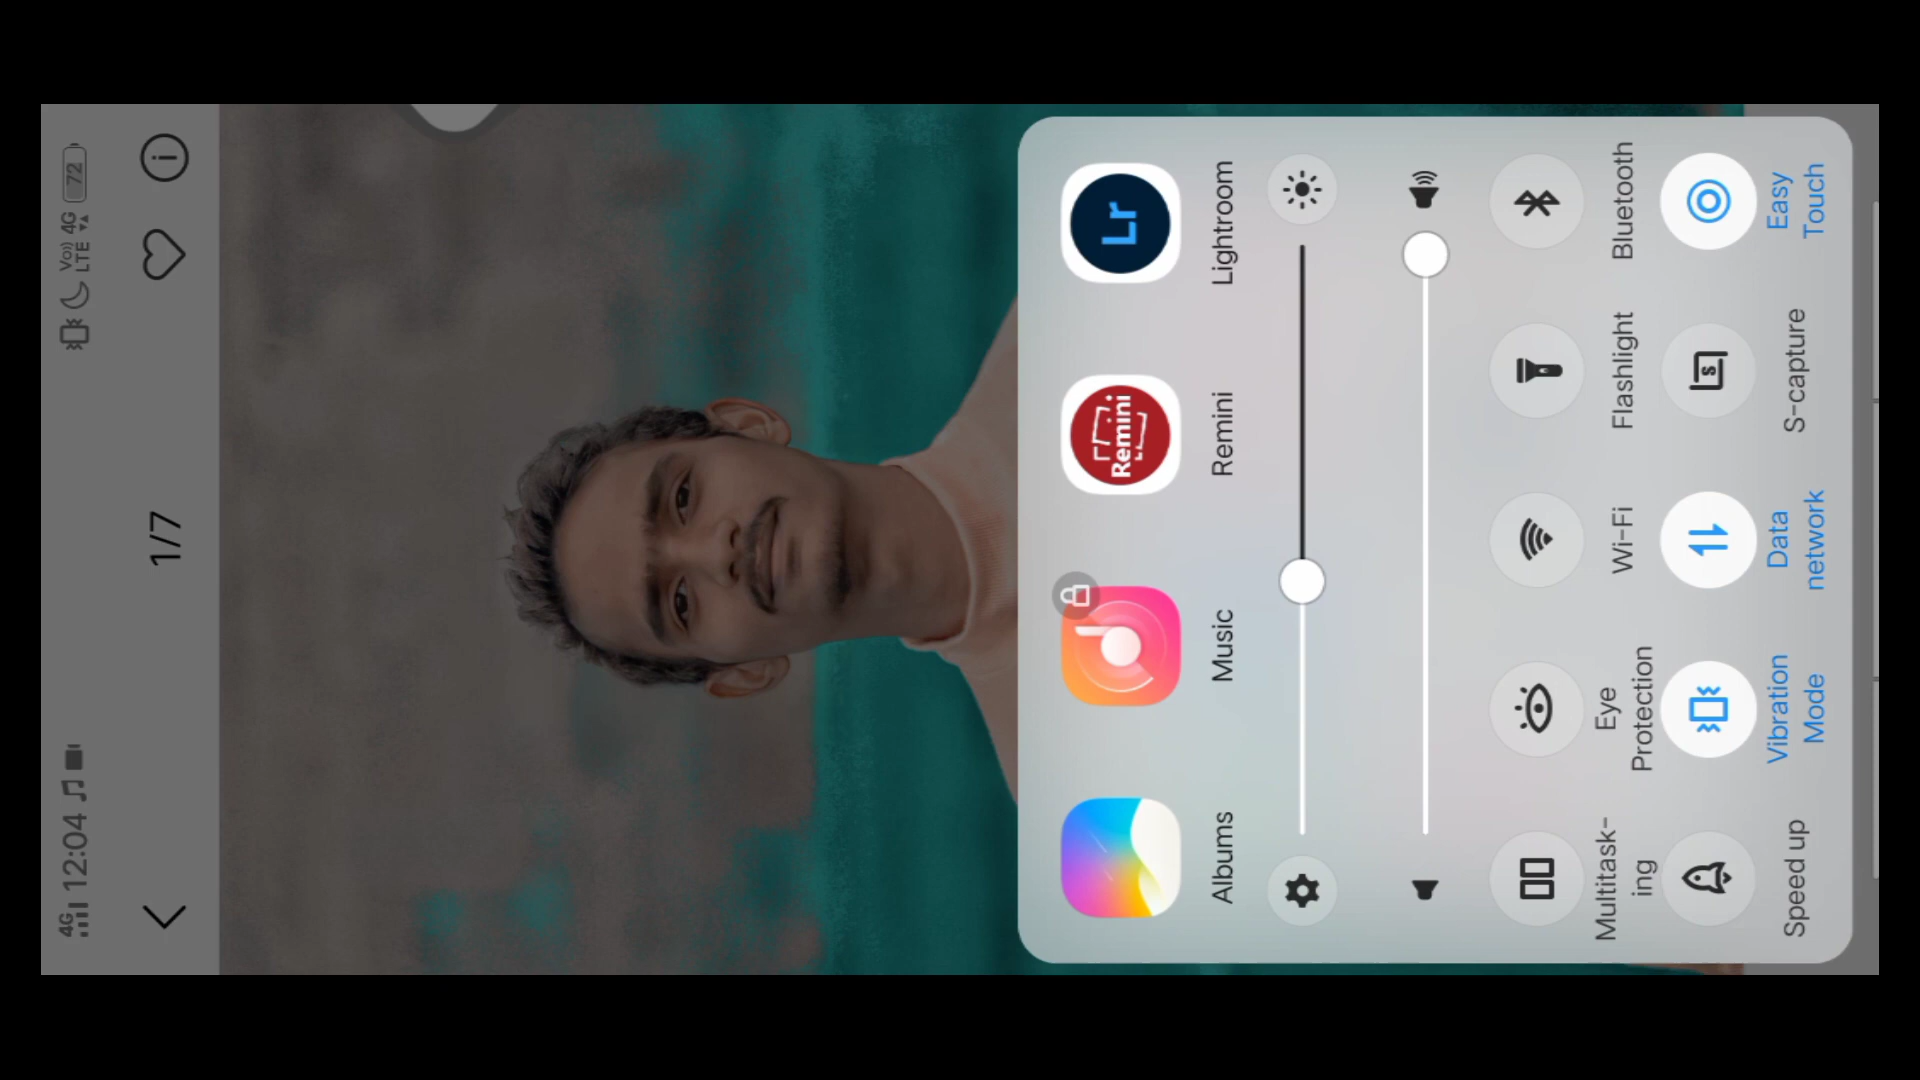 4G 12:04
Vo)) 4G
LTE
72
1/7
Albums
Music
Remini
Remini
Lr
Lightroom
Multitask-
ing
Eye
Protection
Wi-Fi
Flashlight
Bluetooth
Speed up
Vibration
Mode
Data
network
S
S-capture
Easy
Touch